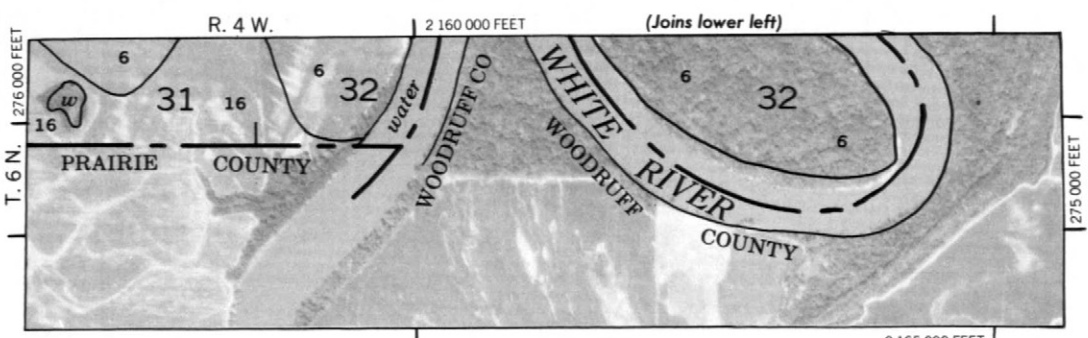 R. 4 W.
2 160 000 FEET
(Joins lower left)
276 000 FEET
T. 6 N.
6
w
31
16
16
6
32
water
PRAIRIE COUNTY
WOODRUFF CO
WHITE RIVER
WOODRUFF COUNTY
6
32
6
275 000 FEET